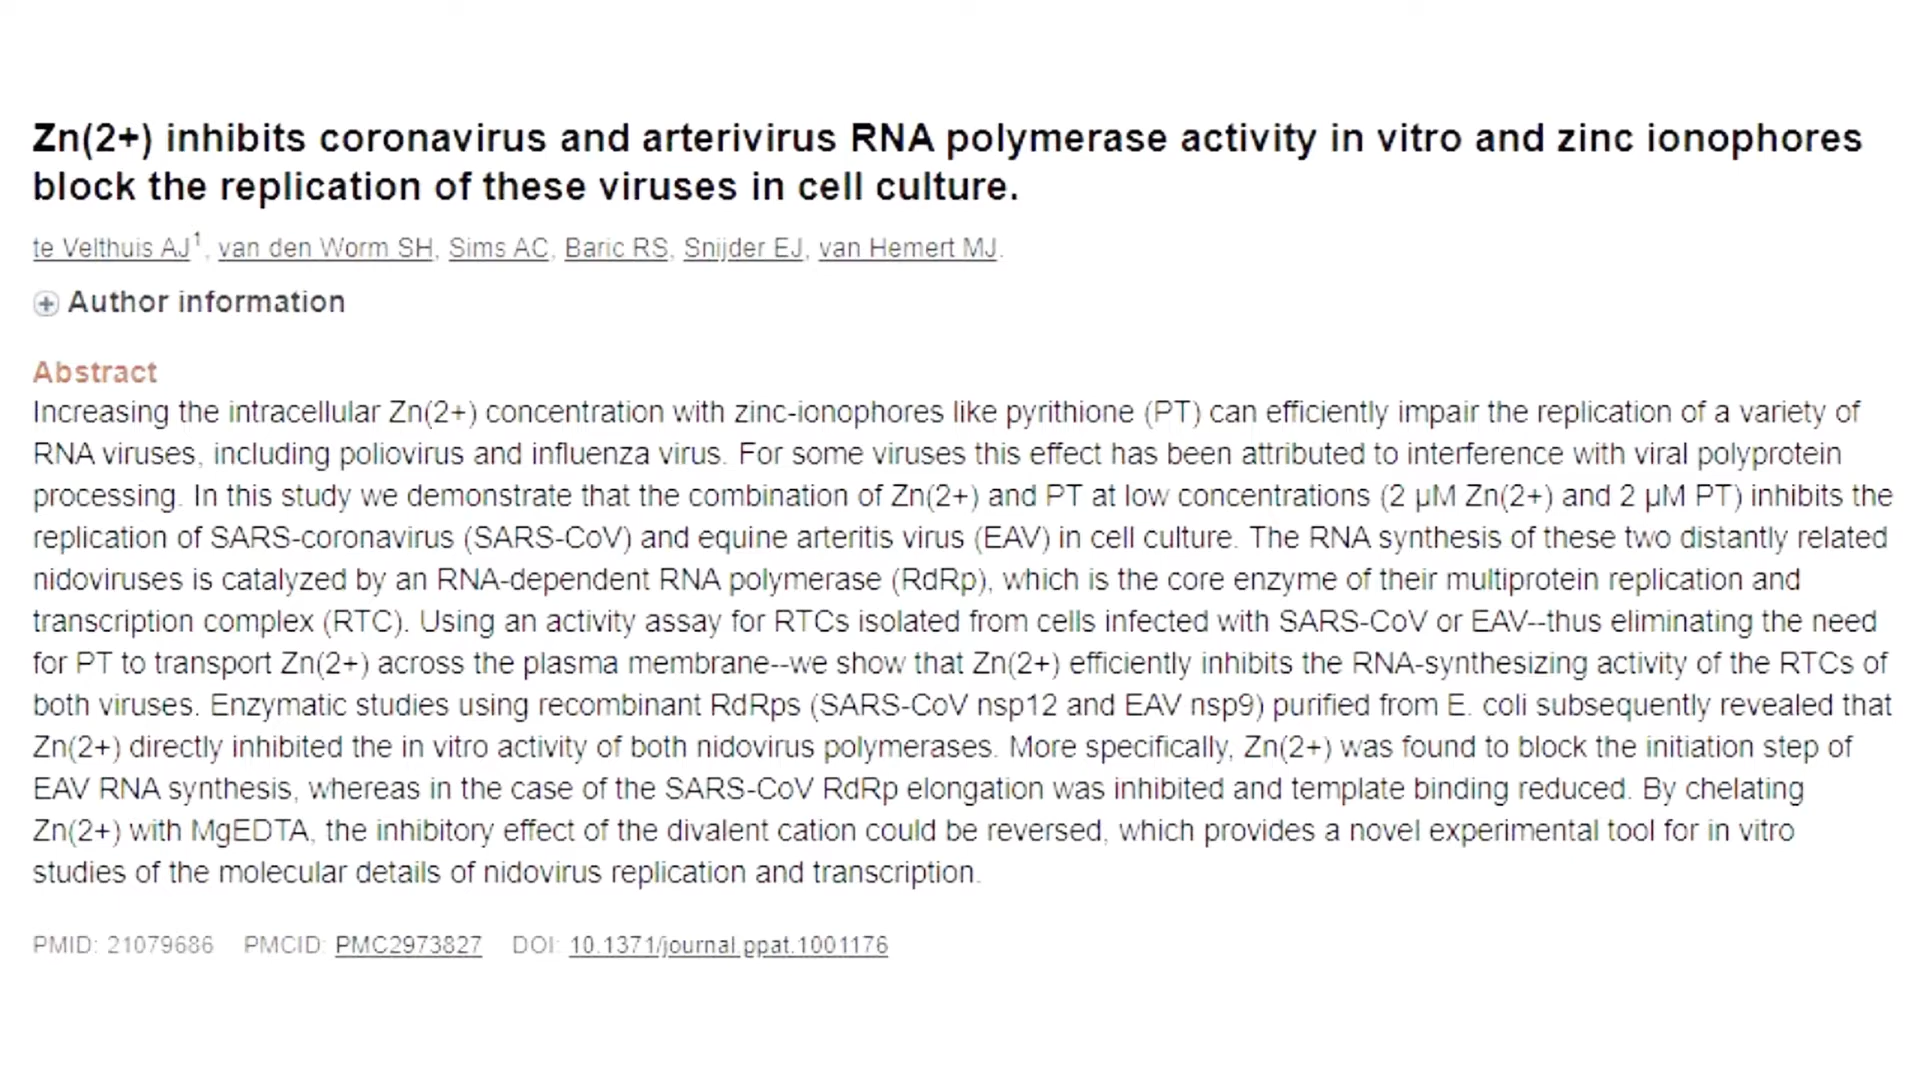 Zn(2+) inhibits coronavirus and arterivirus RNA polymerase activity in vitro and zinc ionophores
block the replication of these viruses in cell culture.
te Velthuis AJ1, van den Worm SH, Sims AC, Baric RS, Snijder EJ, van Hemert MJ.
Author information
Abstract
Increasing the intracellular Zn(2+) concentration with zinc-ionophores like pyrithione (PT) can efficiently impair the replication of a variety of
RNA viruses, including poliovirus and influenza virus. For some viruses this effect has been attributed to interference with viral polyprotein
processing. In this study we demonstrate that the combination of Zn(2+) and PT at low concentrations (2 µM Zn(2+) and 2 µM PT) inhibits the
replication of SARS-coronavirus (SARS-CoV) and equine arteritis virus (EAV) in cell culture. The RNA synthesis of these two distantly related
nidoviruses is catalyzed by an RNA-dependent RNA polymerase (RdRp), which is the core enzyme of their multiprotein replication and
transcription complex (RTC). Using an activity assay for RTCs isolated from cells infected with SARS-CoV or EAV--thus eliminating the need
for PT to transport Zn(2+) across the plasma membrane--we show that Zn(2+) efficiently inhibits the RNA-synthesizing activity of the RTCs of
both viruses. Enzymatic studies using recombinant RdRps (SARS-CoV nsp12 and EAV nsp9) purified from E. coli subsequently revealed that
Zn(2+) directly inhibited the in vitro activity of both nidovirus polymerases. More specifically, Zn(2+) was found to block the initiation step of
EAV RNA synthesis, whereas in the case of the SARS-CoV RdRp elongation was inhibited and template binding reduced. By chelating
Zn(2+) with MgEDTA, the inhibitory effect of the divalent cation could be reversed, which provides a novel experimental tool for in vitro
studies of the molecular details of nidovirus replication and transcription.
PMID: 21079686 PMCID: PMC2973827 DOI: 10.1371/journal.ppat.1001176